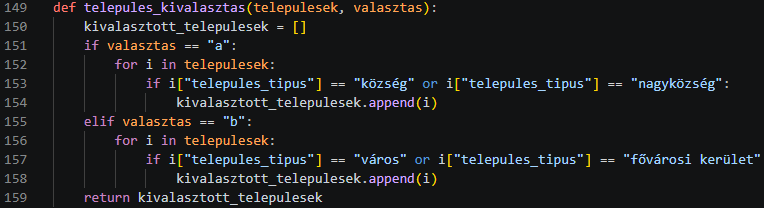 149 def telepules_kivalasztas(telepulesek, valasztas):
150     kivalasztott_telepulesek = []
151     if valasztas == "a":
152         for i in telepulesek:
153             if i["telepules_tipus"] == "község" or i["telepules_tipus"] == "nagyközség":
154                 kivalasztott_telepulesek.append(i)
155     elif valasztas == "b":
156         for i in telepulesek:
157             if i["telepules_tipus"] == "város" or i["telepules_tipus"] == "fővárosi kerület"
158                 kivalasztott_telepulesek.append(i)
159     return kivalasztott_telepulesek